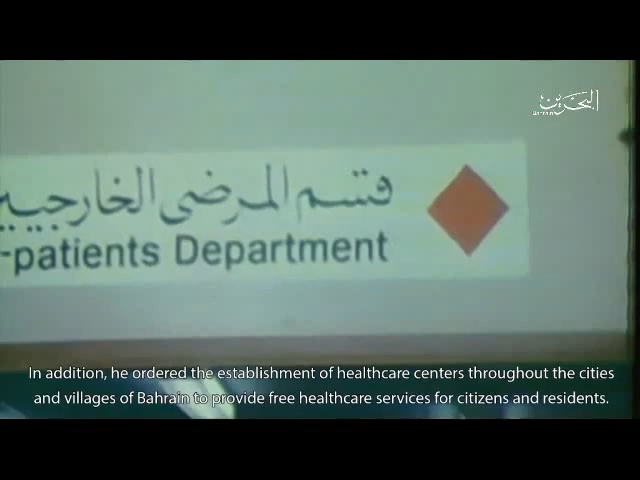 البحرين
قسم المرضى الخارجيين
-patients Department
In addition, he ordered the establishment of healthcare centers throughout the cities
and villages of Bahrain to provide free healthcare services for citizens and residents.